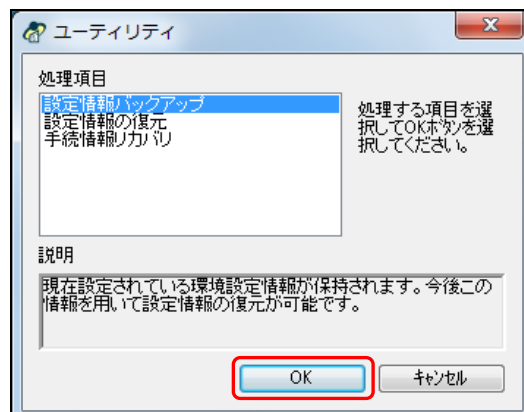 ユーティリティ
処理項目
設定情報バックアップ
設定情報の復元
手続情報リカバリ
処理する項目を選
択してOKボタンを選
択してください。
説明
現在設定されている環境設定情報が保持されます。今後この
情報を用いて設定情報の復元が可能です。
OK
キャンセル